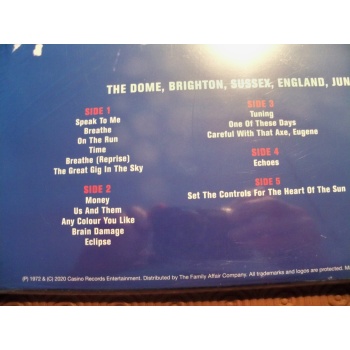 THE DOME, BRIGHTON, SUSSEX, ENGLAND, JUN
SIDE 1
Speak To Me
Breathe
On The Run
Time
Breathe (Reprise)
The Great Gig In The Sky
SIDE 2
Money
Us And Them
Any Colour You Like
Brain Damage
Eclipse
SIDE 3
Tuning
One Of These Days
Careful With That Axe, Eugene
SIDE 4
Echoes
SIDE 5
Set The Controls For The Heart Of The Sun
(P) 1972 & (C) 2020 Casino Records Entertainment. Distributed by The Family Affair Company. All trademarks and logos are protected. M